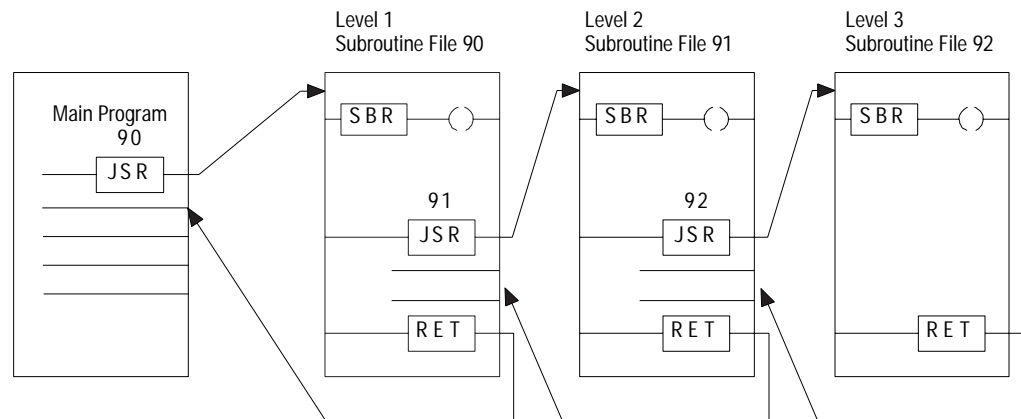 Level 1
Subroutine File 90
Level 2
Subroutine File 91
Level 3
Subroutine File 92
Main Program
90
JSR
SBR
91
JSR
RET
SBR
92
JSR
RET
SBR
RET